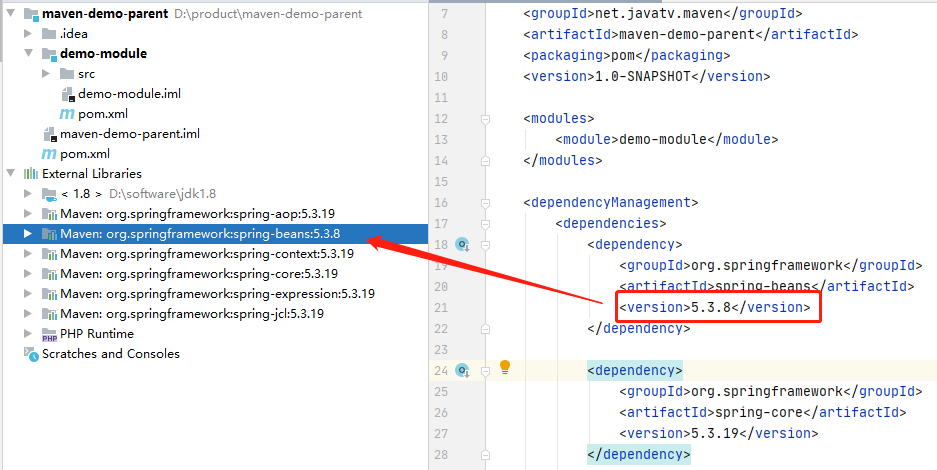 maven-demo-parent D:\product\maven-demo-parent
.idea
demo-module
src
demo-module.iml
pom.xml
maven-demo-parent.iml
pom.xml
External Libraries
< 1.8 > D:\software\jdk1.8
Maven: org.springframework:spring-aop:5.3.19
Maven: org.springframework:spring-beans:5.3.8
Maven: org.springframework:spring-context:5.3.19
Maven: org.springframework:spring-core:5.3.19
Maven: org.springframework:spring-expression:5.3.19
Maven: org.springframework:spring-jcl:5.3.19
PHP Runtime
PHP
Scratches and Consoles
7 <groupId>net.javatv.maven</groupId>
8 <artifactId>maven-demo-parent</artifactId>
9 <packaging>pom</packaging>
10 <version>1.0-SNAPSHOT</version>
11
12 <modules>
13 <module>demo-module</module>
14 </modules>
15
16 <dependencyManagement>
17 <dependencies>
18 <dependency>
19 <groupId>org.springframework</groupId>
20 <artifactId>spring-beans</artifactId>
21 <version>5.3.8</version>
22 </dependency>
23
24 <dependency>
25 <groupId>org.springframework</groupId>
26 <artifactId>spring-core</artifactId>
27 <version>5.3.19</version>
28 </dependency>